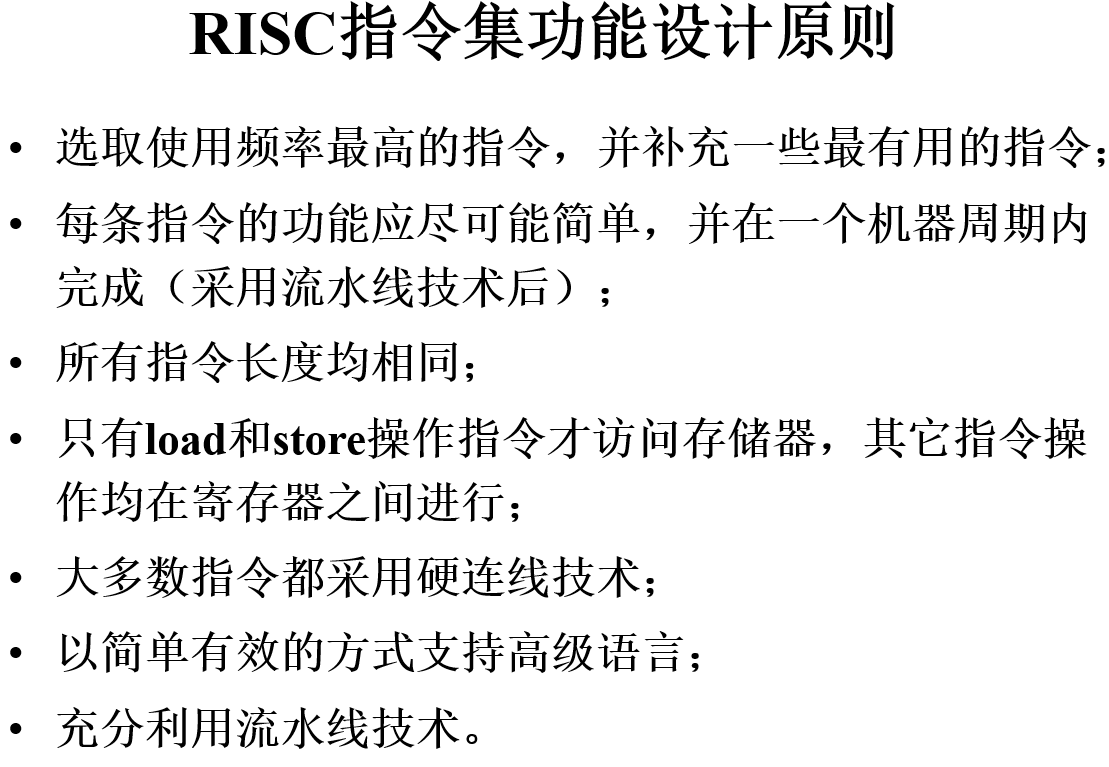 RISC指令集功能设计原则
• 选取使用频率最高的指令，并补充一些最有用的指令；
• 每条指令的功能应尽可能简单，并在一个机器周期内
完成（采用流水线技术后）；
• 所有指令长度均相同；
• 只有load和store操作指令才访问存储器，其它指令操
作均在寄存器之间进行；
• 大多数指令都采用硬连线技术；
• 以简单有效的方式支持高级语言；
• 充分利用流水线技术。